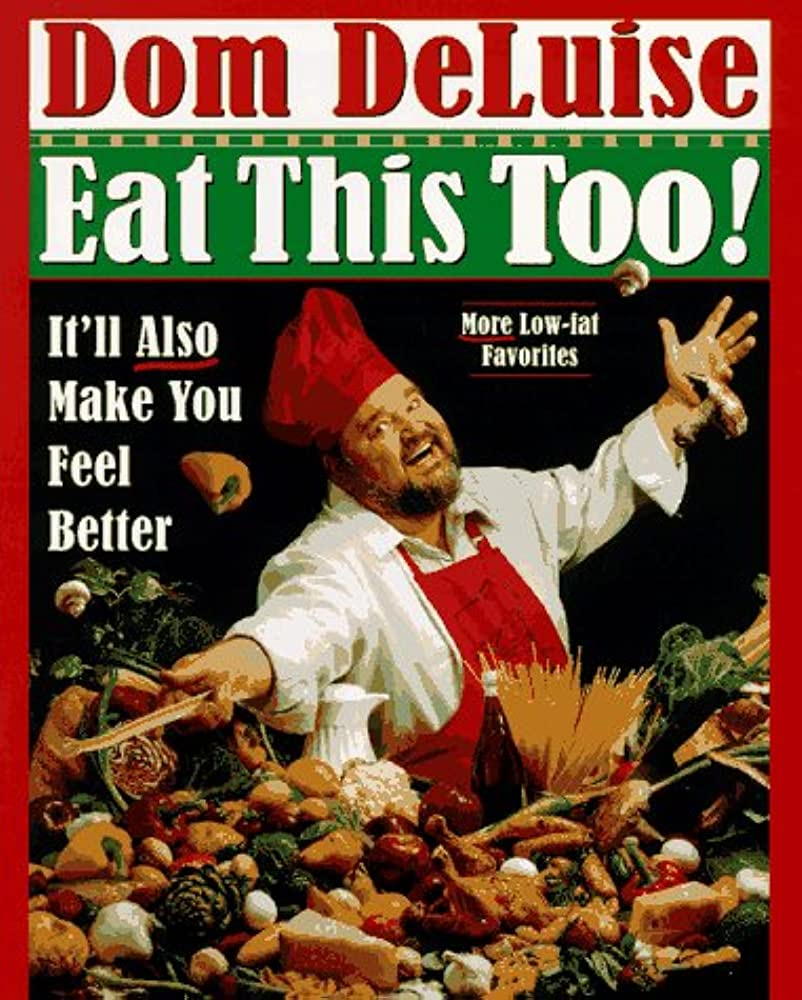 Dom DeLuise
Eat This Too!
It'll Also
Make You
Feel
Better
More Low-fat
Favorites